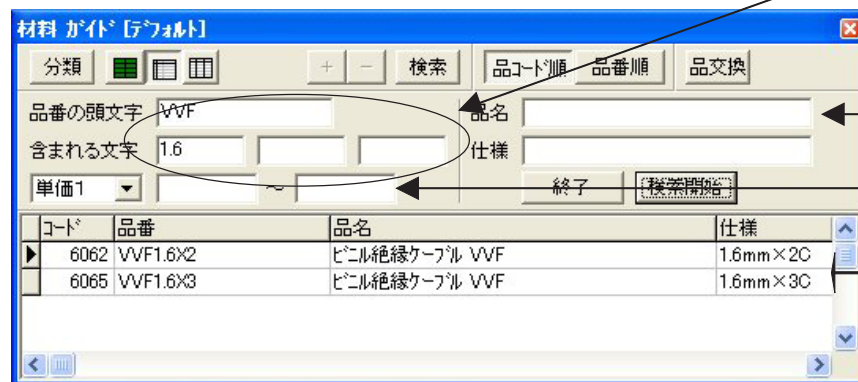 材料 ｶﾞｲﾄﾞ [ﾃﾞﾌｫﾙﾄ]
分類 + - 検索 品ｺｰﾄﾞ順 品番順 品交換
品番の頭文字 VVF 品名
含まれる文字 1.6 仕様
単価1 ～ 終了 検索開始
ｺｰﾄﾞ 品番 品名 仕様
6062 VVF1.6X2 ﾋﾞﾆﾙ絶縁ｹｰﾌﾞﾙ VVF 1.6mm×2C
6065 VVF1.6X3 ﾋﾞﾆﾙ絶縁ｹｰﾌﾞﾙ VVF 1.6mm×3C